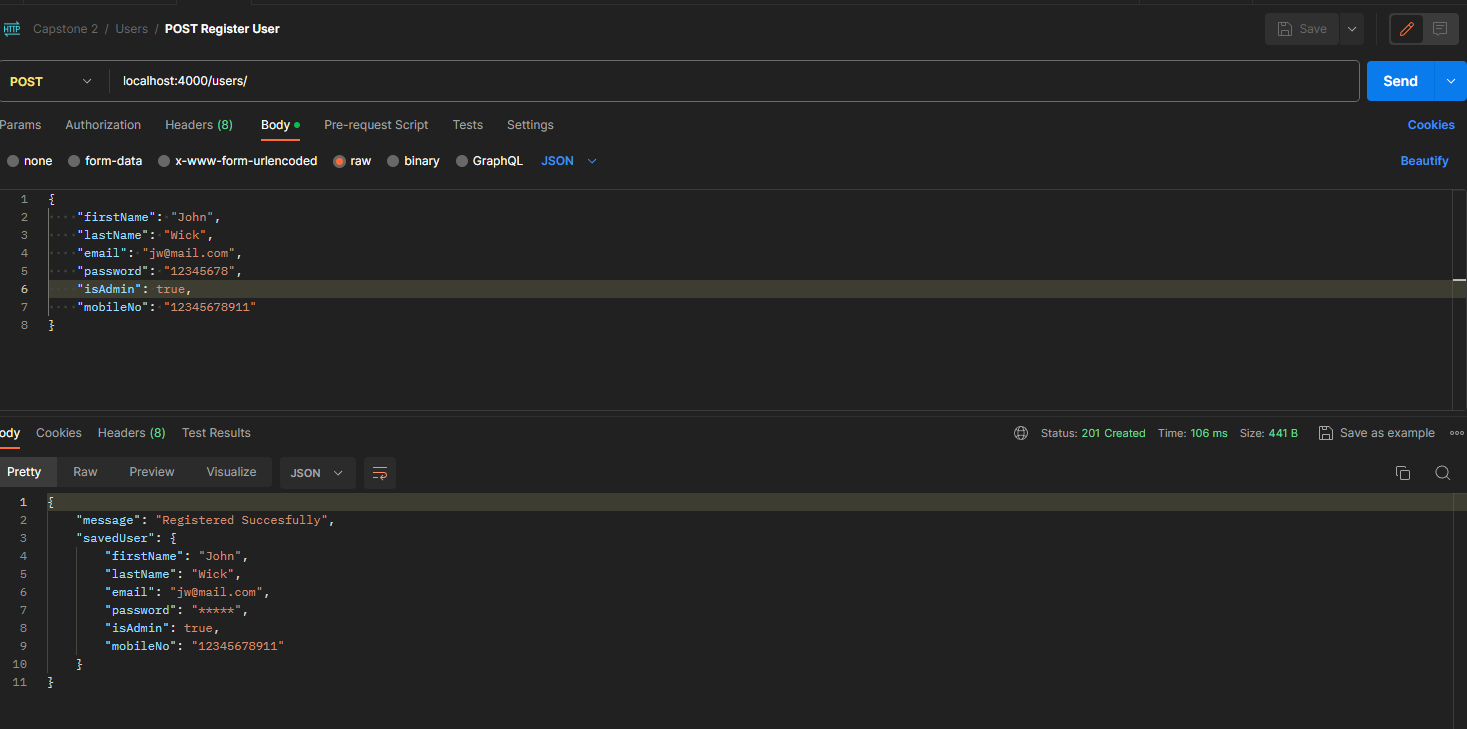 HTTP Capstone 2 / Users / POST Register User Save
POST localhost:4000/users/ Send
Params Authorization Headers (8) Body Pre-request Script Tests Settings Cookies
none form-data x-www-form-urlencoded raw binary GraphQL JSON Beautify
1 {
2 "firstName": "John",
3 "lastName": "Wick",
4 "email": "jw@mail.com",
5 "password": "12345678",
6 "isAdmin": true,
7 "mobileNo": "12345678911"
8 }
ody Cookies Headers (8) Test Results Status: 201 Created Time: 106 ms Size: 441 B Save as example
Pretty Raw Preview Visualize JSON
1 {
2 "message": "Registered Succesfully",
3 "savedUser": {
4 "firstName": "John",
5 "lastName": "Wick",
6 "email": "jw@mail.com",
7 "password": "*****",
8 "isAdmin": true,
9 "mobileNo": "12345678911"
10 }
11 }